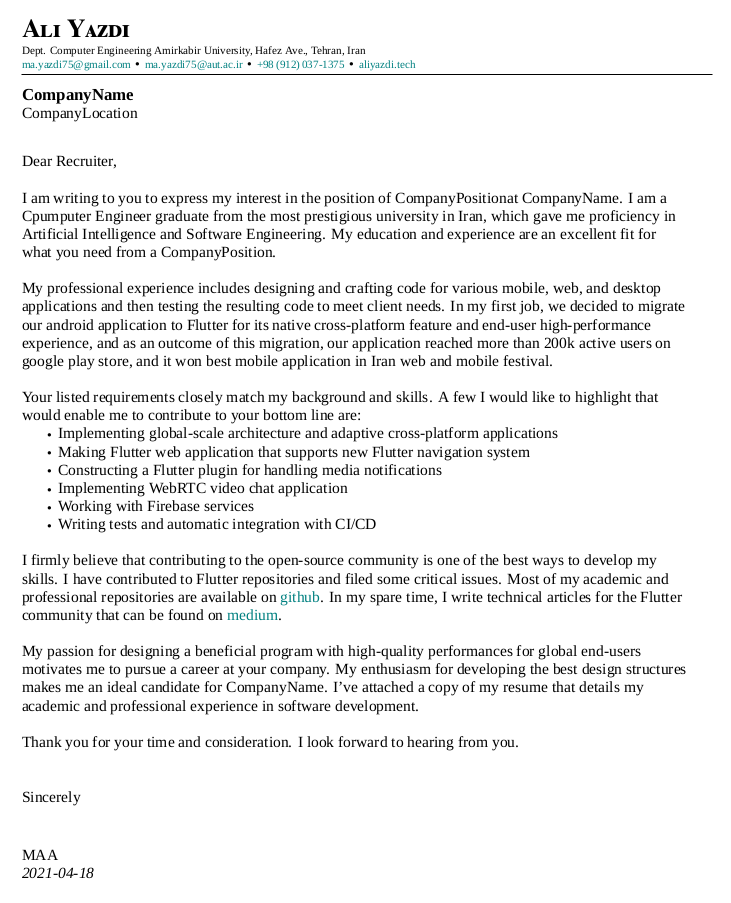 Ali Yazdi
Dept. Computer Engineering Amirkabir University, Hafez Ave., Tehran, Iran
ma.yazdi75@gmail.com • ma.yazdi75@aut.ac.ir • +98 (912) 037-1375 • aliyazdi.tech
CompanyName
CompanyLocation
Dear Recruiter,
I am writing to you to express my interest in the position of CompanyPositionat CompanyName. I am a
Cpumputer Engineer graduate from the most prestigious university in Iran, which gave me proficiency in
Artificial Intelligence and Software Engineering. My education and experience are an excellent fit for
what you need from a CompanyPosition.
My professional experience includes designing and crafting code for various mobile, web, and desktop
applications and then testing the resulting code to meet client needs. In my first job, we decided to migrate
our android application to Flutter for its native cross-platform feature and end-user high-performance
experience, and as an outcome of this migration, our application reached more than 200k active users on
google play store, and it won best mobile application in Iran web and mobile festival.
Your listed requirements closely match my background and skills. A few I would like to highlight that
would enable me to contribute to your bottom line are:
• Implementing global-scale architecture and adaptive cross-platform applications
• Making Flutter web application that supports new Flutter navigation system
• Constructing a Flutter plugin for handling media notifications
• Implementing WebRTC video chat application
• Working with Firebase services
• Writing tests and automatic integration with CI/CD
I firmly believe that contributing to the open-source community is one of the best ways to develop my
skills. I have contributed to Flutter repositories and filed some critical issues. Most of my academic and
professional repositories are available on github. In my spare time, I write technical articles for the Flutter
community that can be found on medium.
My passion for designing a beneficial program with high-quality performances for global end-users
motivates me to pursue a career at your company. My enthusiasm for developing the best design structures
makes me an ideal candidate for CompanyName. I've attached a copy of my resume that details my
academic and professional experience in software development.
Thank you for your time and consideration. I look forward to hearing from you.
Sincerely
MAA
2021-04-18